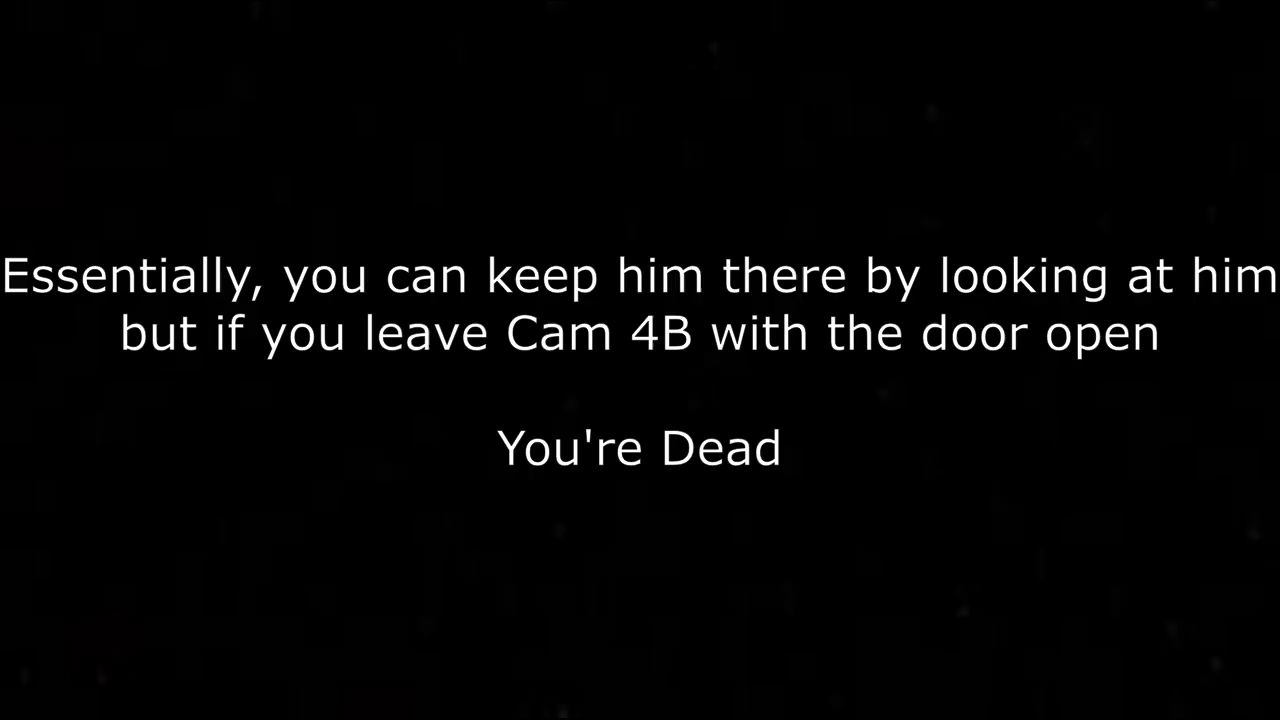 Essentially, you can keep him there by looking at him
but if you leave Cam 4B with the door open
You're Dead